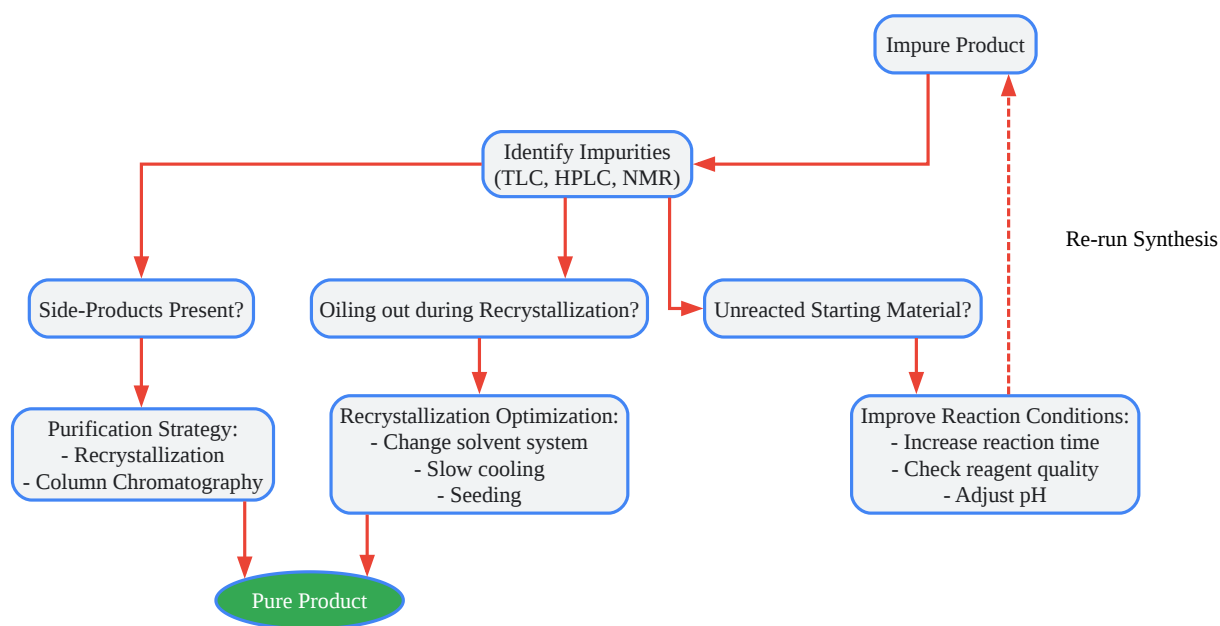 Impure Product
Identify Impurities
(TLC, HPLC, NMR)
Re-run Synthesis
Side-Products Present?
Oiling out during Recrystallization?
Unreacted Starting Material?
Purification Strategy:
- Recrystallization
- Column Chromatography
Recrystallization Optimization:
- Change solvent system
- Slow cooling
- Seeding
Improve Reaction Conditions:
- Increase reaction time
- Check reagent quality
- Adjust pH
Pure Product